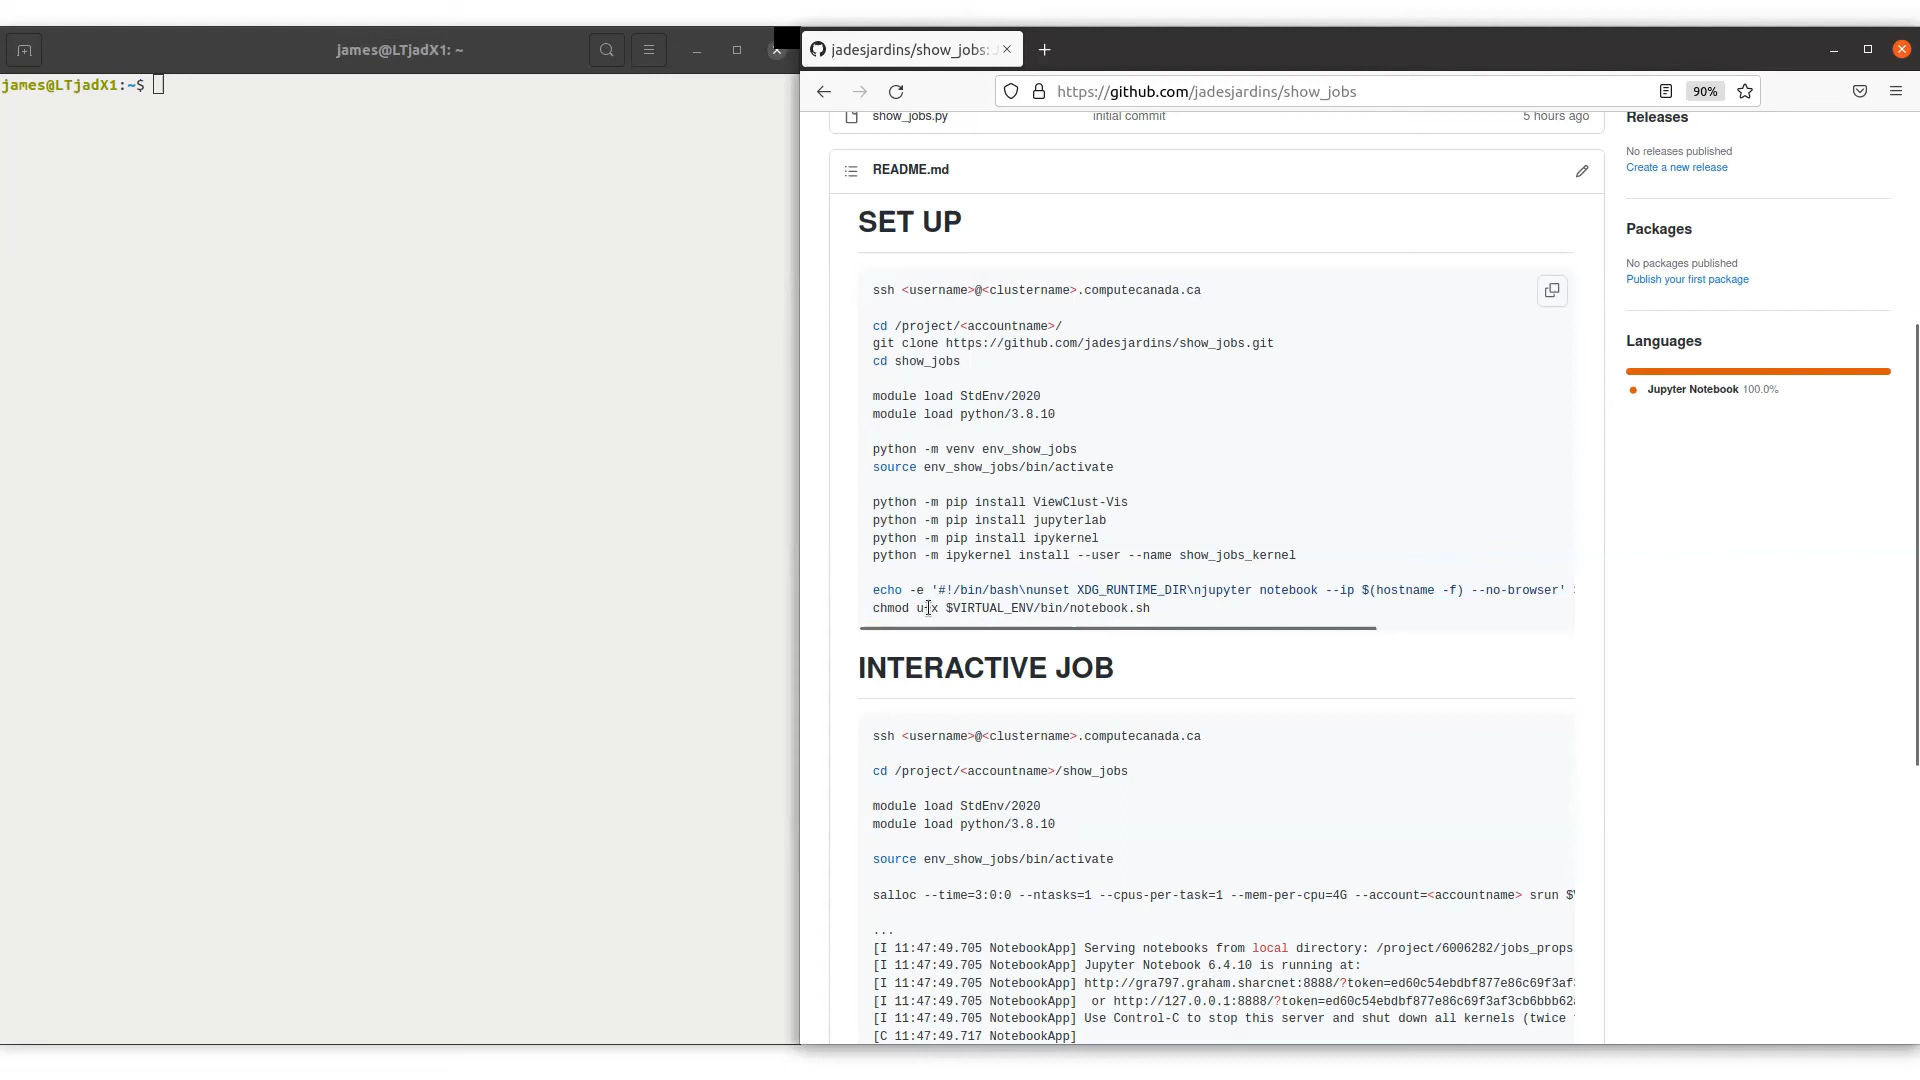 james@LTjadX1: ~
james@LTjadX1:~$
jadesjardins/show_jobs:
https://github.com/jadesjardins/show_jobs
90%
show_jobs.py
initial commit
5 hours ago
README.md
SET UP
ssh <username>@<clustername>.computecanada.ca
cd /project/<accountname>/
git clone https://github.com/jadesjardins/show_jobs.git
cd show_jobs
module load StdEnv/2020
module load python/3.8.10
python -m venv env_show_jobs
source env_show_jobs/bin/activate
python -m pip install ViewClust-Vis
python -m pip install jupyterlab
python -m pip install ipykernel
python -m ipykernel install --user --name show_jobs_kernel
echo -e '#!/bin/bash\nunset XDG_RUNTIME_DIR\njupyter notebook --ip $(hostname -f) --no-browser'
chmod u+x $VIRTUAL_ENV/bin/notebook.sh
INTERACTIVE JOB
ssh <username>@<clustername>.computecanada.ca
cd /project/<accountname>/show_jobs
module load StdEnv/2020
module load python/3.8.10
source env_show_jobs/bin/activate
salloc --time=3:0:0 --ntasks=1 --cpus-per-task=1 --mem-per-cpu=4G --account=<accountname> srun
...
[I 11:47:49.705 NotebookApp] Serving notebooks from local directory: /project/6006282/jobs_props
[I 11:47:49.705 NotebookApp] Jupyter Notebook 6.4.10 is running at:
[I 11:47:49.705 NotebookApp] http://gra797.graham.sharcnet:8888/?token=ed60c54ebdbf877e86c69f3af
[I 11:47:49.705 NotebookApp]  or http://127.0.0.1:8888/?token=ed60c54ebdbf877e86c69f3af3cb6bbb62
[I 11:47:49.705 NotebookApp] Use Control-C to stop this server and shut down all kernels (twice
[C 11:47:49.717 NotebookApp]
Releases
No releases published
Create a new release
Packages
No packages published
Publish your first package
Languages
Jupyter Notebook 100.0%